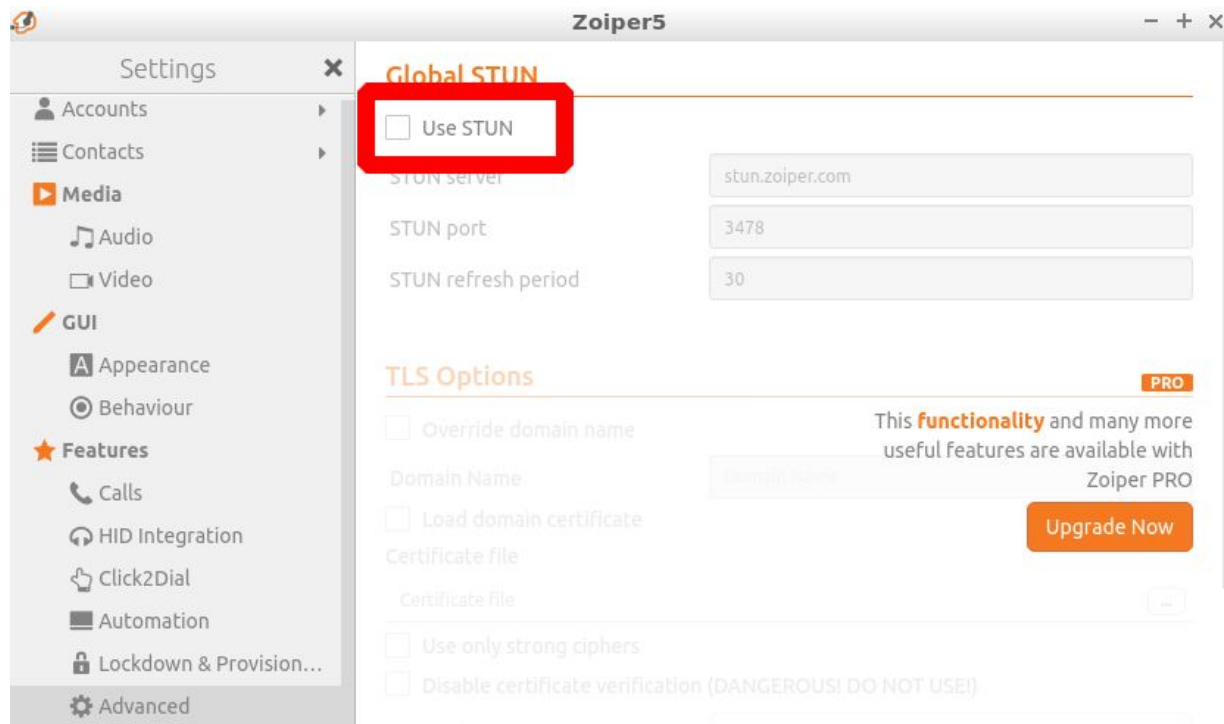 Zoiper5
Settings
Accounts
Contacts
Media
Audio
Video
GUI
Appearance
Behaviour
Features
Calls
HID Integration
Click2Dial
Automation
Lockdown & Provision...
Advanced
Global STUN
Use STUN
STUN server
stun.zoiper.com
STUN port
3478
STUN refresh period
30
TLS Options
PRO
This functionality and many more
useful features are available with
Zoiper PRO
Upgrade Now
Override domain name
Domain Name
Domain Name
Load domain certificate
Certificate file
Certificate file
...
Use only strong ciphers
Disable certificate verification (DANGEROUS! DO NOT USE!)